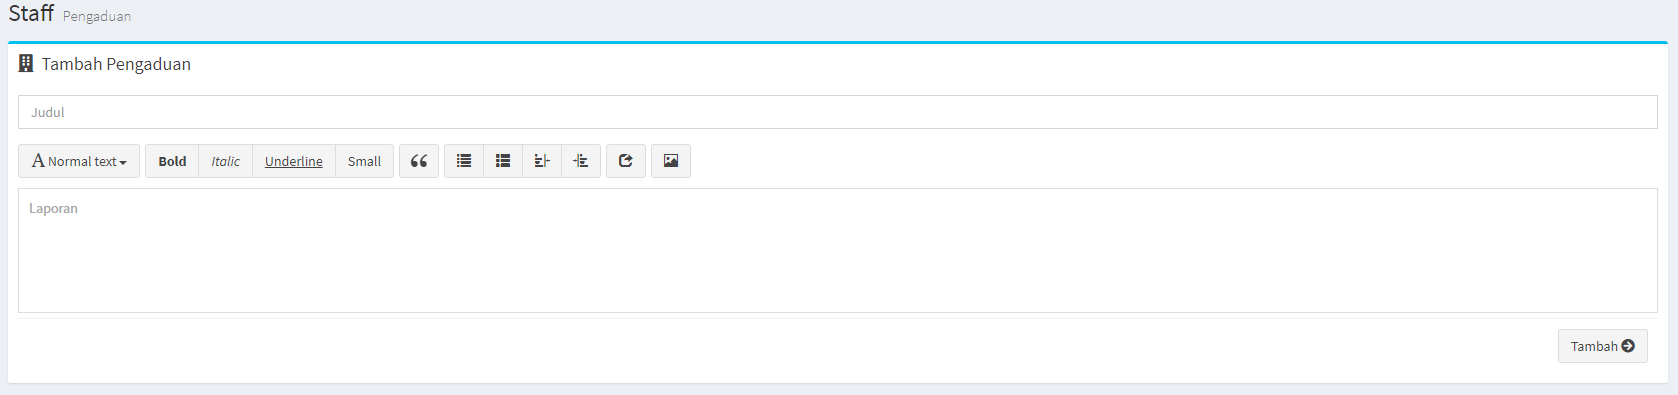 Staff Pengaduan
Tambah Pengaduan
Judul
A Normal text Bold Italic Underline Small
Laporan
Tambah